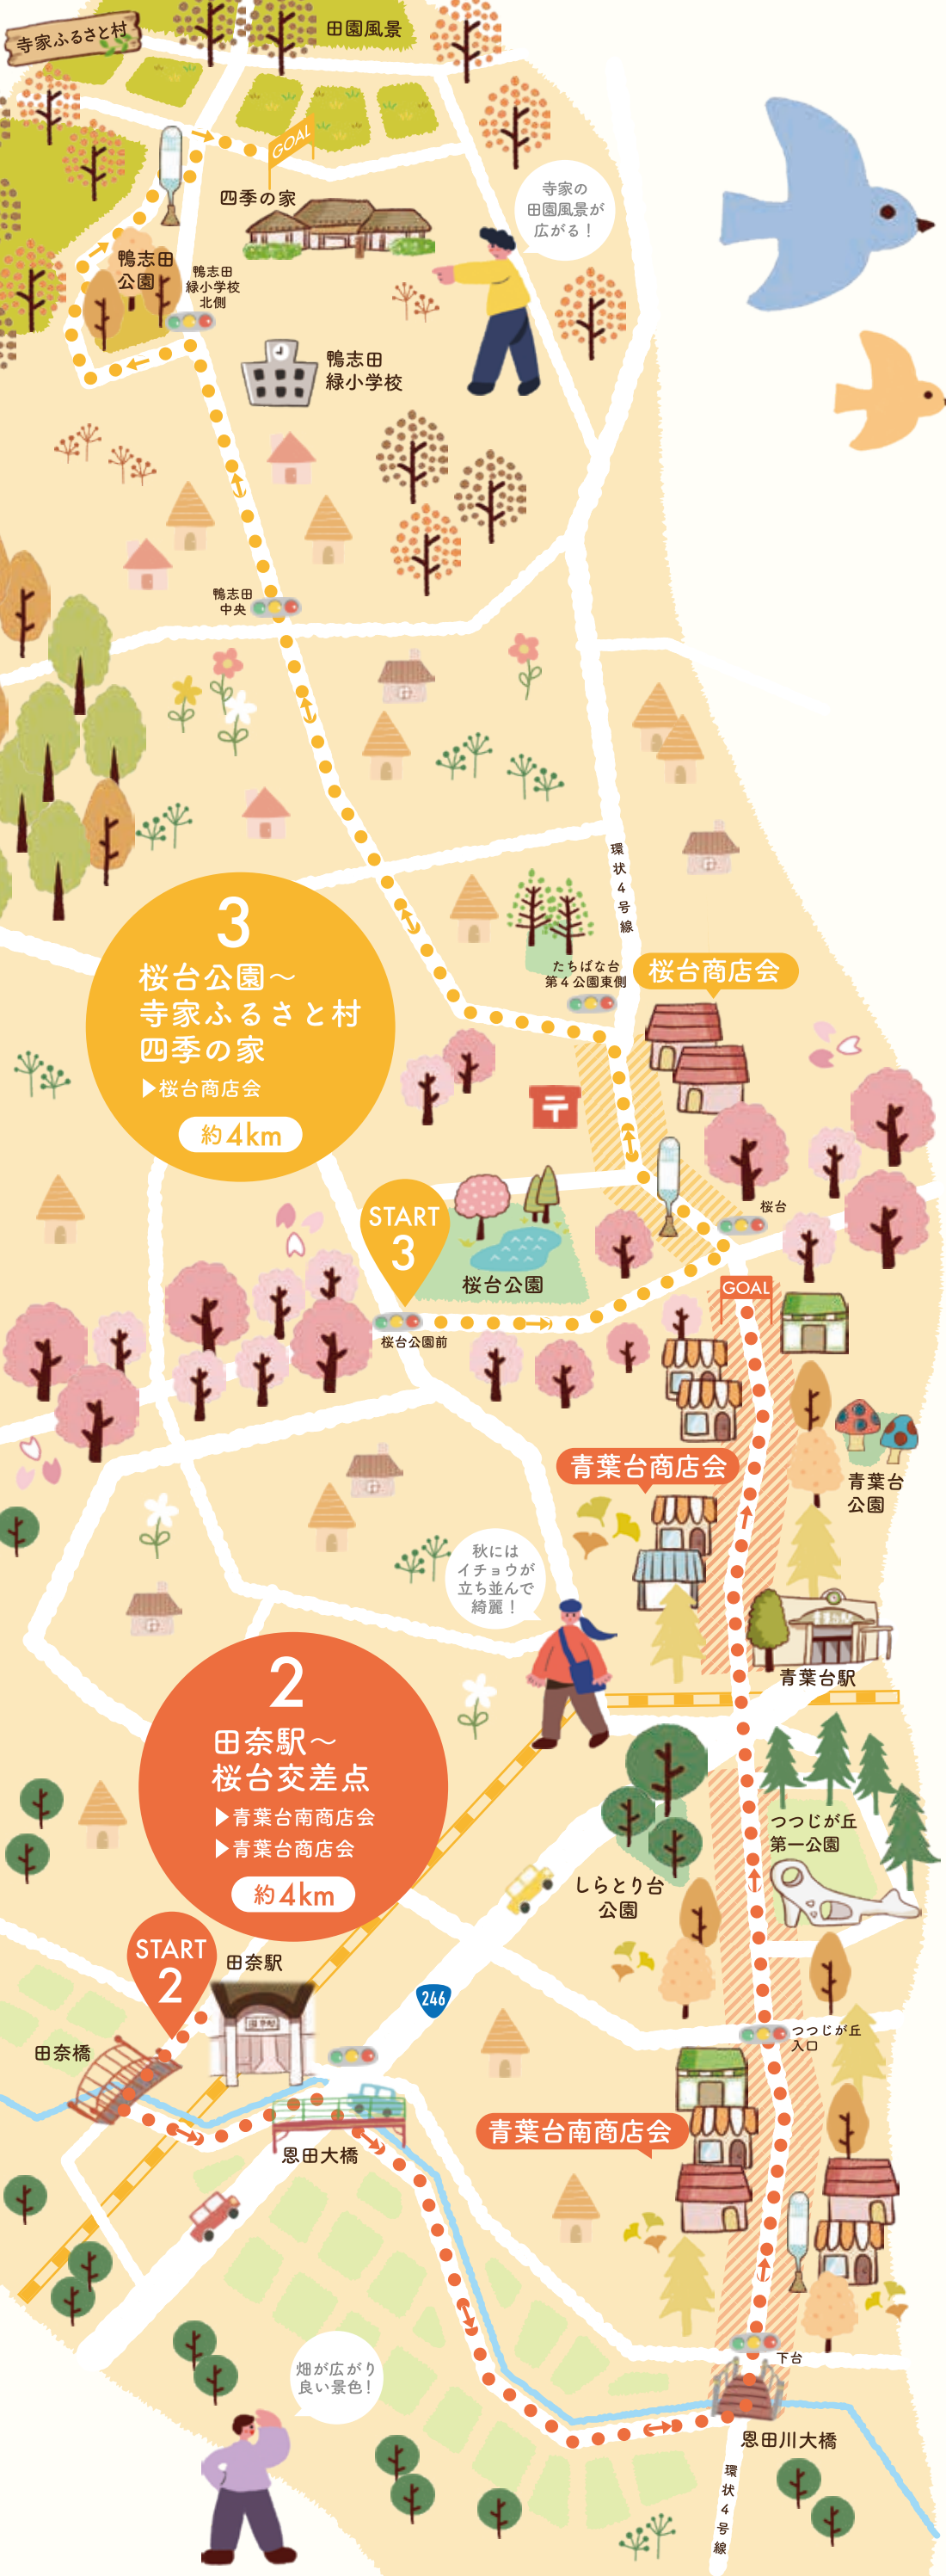 寺家ふるさと村
田園風景
GOAL
四季の家
寺家の
田園風景が
広がる！
鴨志田
公園
鴨志田
緑小学校
北側
鴨志田
緑小学校
鴨志田
中央
環状4号線
3
桜台公園〜
寺家ふるさと村
四季の家
▶桜台商店会
約4km
たちばな台
第4公園東側
桜台商店会
〒
START
3
桜台公園
桜台公園前
桜台
GOAL
青葉台商店会
青葉台
公園
秋には
イチョウが
立ち並んで
綺麗！
青葉台駅
2
田奈駅〜
桜台交差点
▶青葉台南商店会
▶青葉台商店会
約4km
つつじが丘
第一公園
しらとり台
公園
START
2
田奈駅
246
田奈橋
つつじが丘
入口
恩田大橋
青葉台南商店会
畑が広がり
良い景色！
下台
恩田川大橋
環状4号線